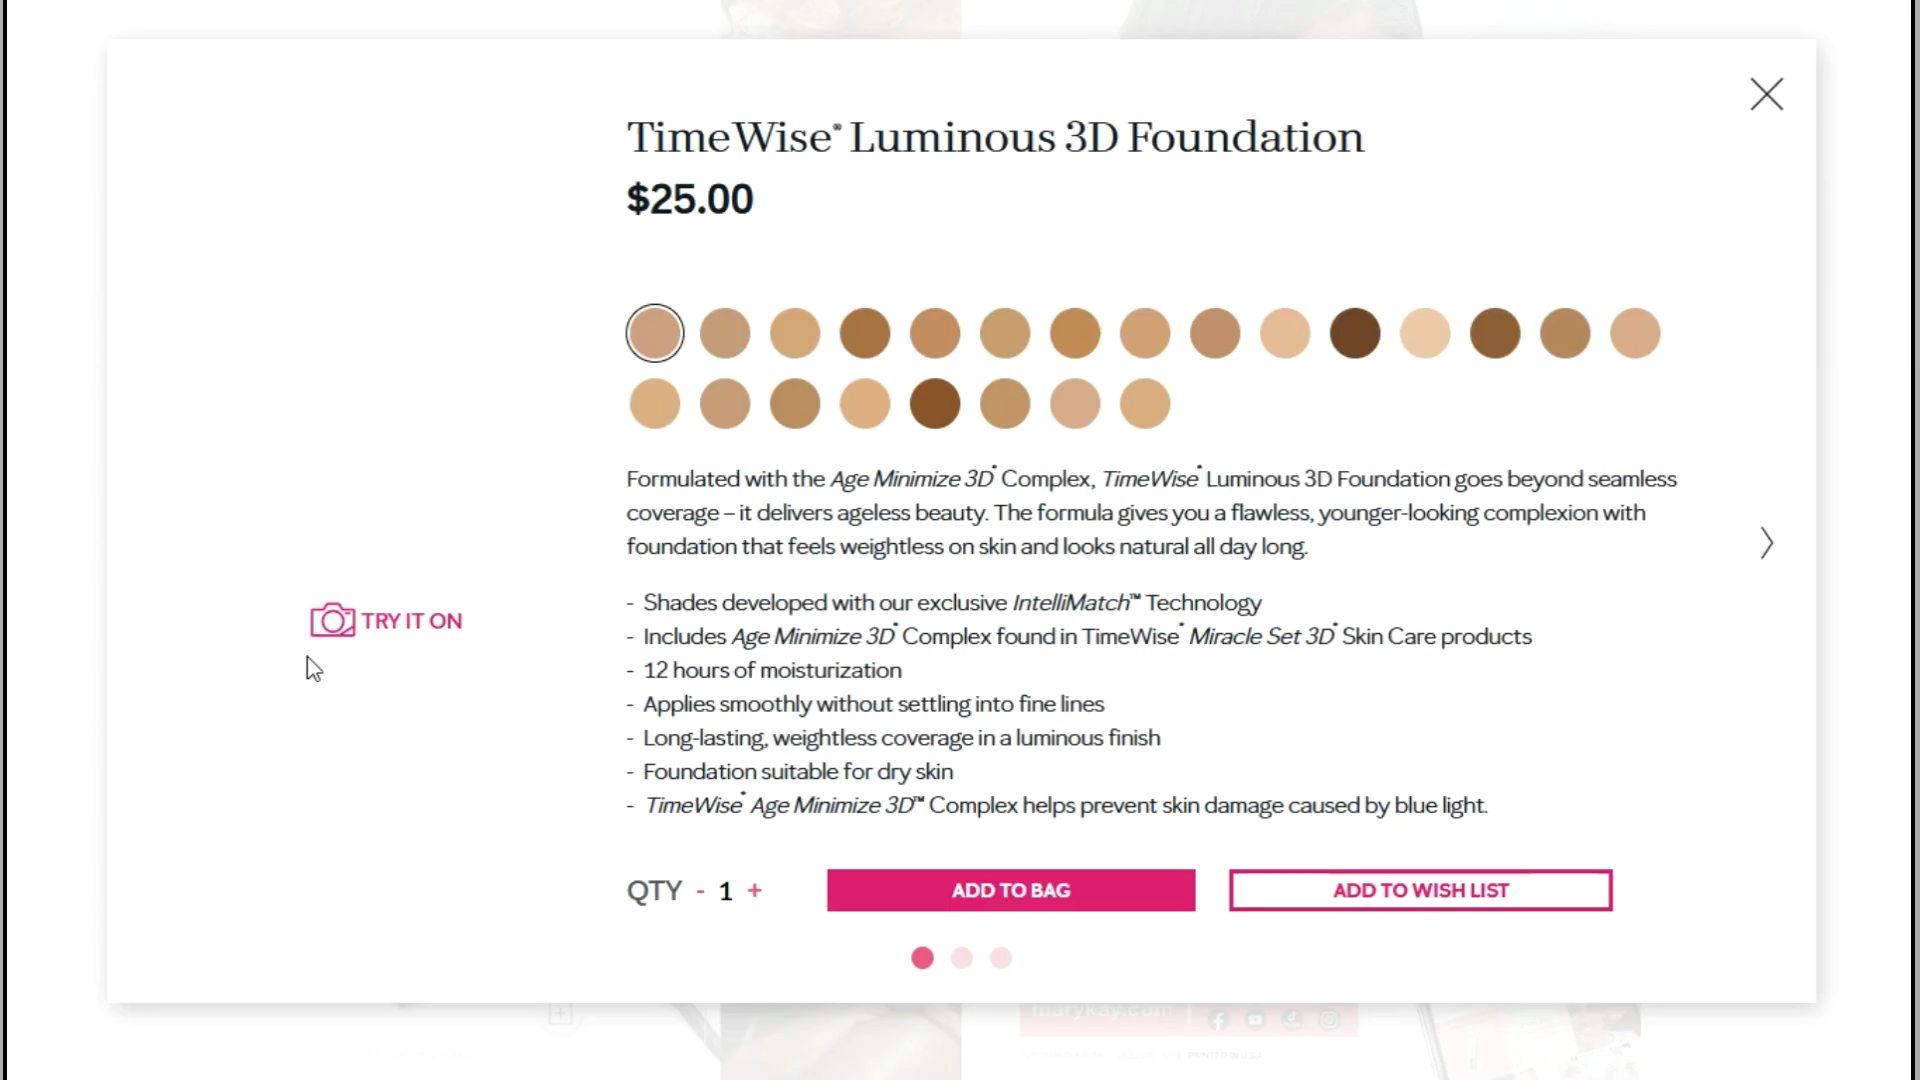 TimeWise® Luminous 3D Foundation
$25.00
Formulated with the Age Minimize 3D® Complex, TimeWise® Luminous 3D Foundation goes beyond seamless
coverage – it delivers ageless beauty. The formula gives you a flawless, younger-looking complexion with
foundation that feels weightless on skin and looks natural all day long.
TRY IT ON
- Shades developed with our exclusive IntelliMatch™ Technology
- Includes Age Minimize 3D® Complex found in TimeWise® Miracle Set 3D® Skin Care products
- 12 hours of moisturization
- Applies smoothly without settling into fine lines
- Long-lasting, weightless coverage in a luminous finish
- Foundation suitable for dry skin
- TimeWise® Age Minimize 3D™ Complex helps prevent skin damage caused by blue light.
QTY - 1 +
ADD TO BAG
ADD TO WISH LIST
marykay.com
PRINTED IN U.S.A.